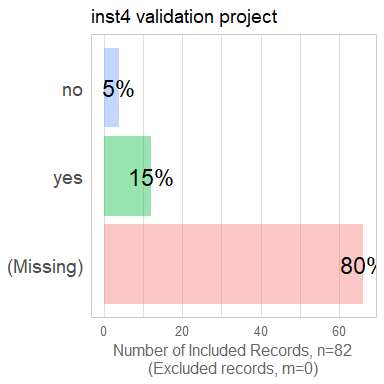 inst4 validation project
no
5%
yes
15%
(Missing)
80%
0 20 40 60
Number of Included Records, n=82
(Excluded records, m=0)